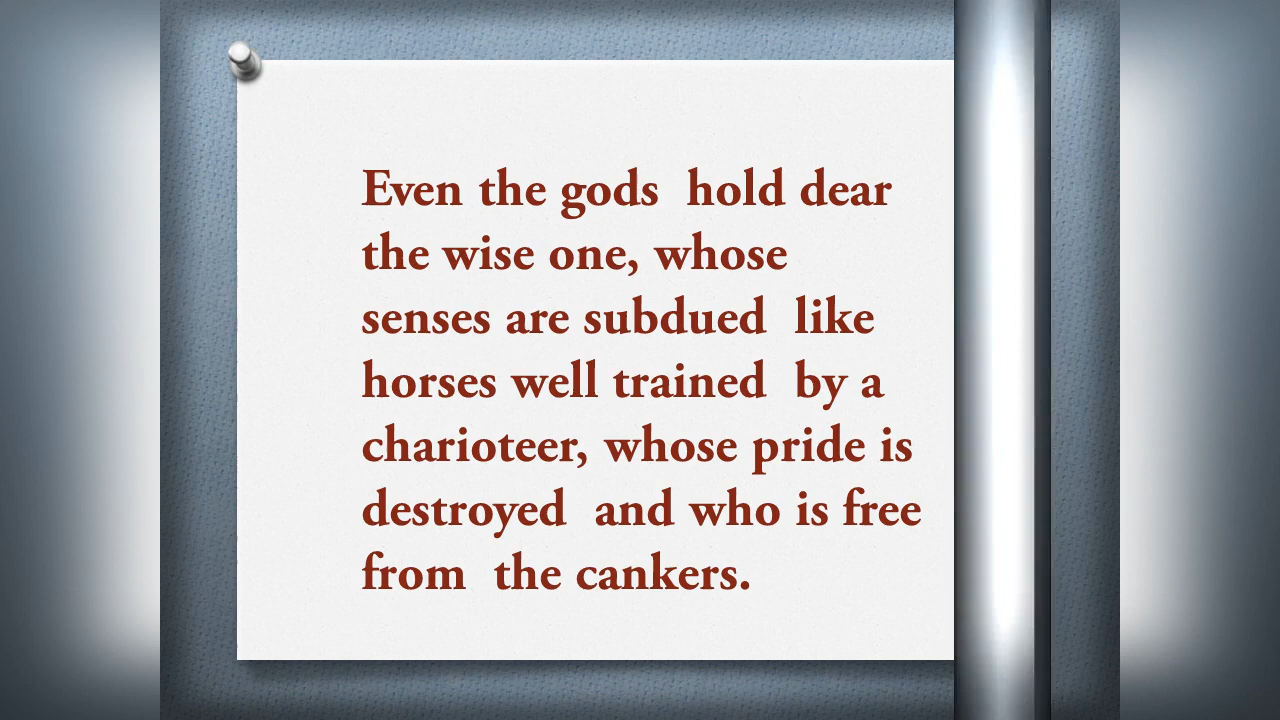 Even the gods hold dear
the wise one, whose
senses are subdued like
horses well trained by a
charioteer, whose pride is
destroyed and who is free
from the cankers.